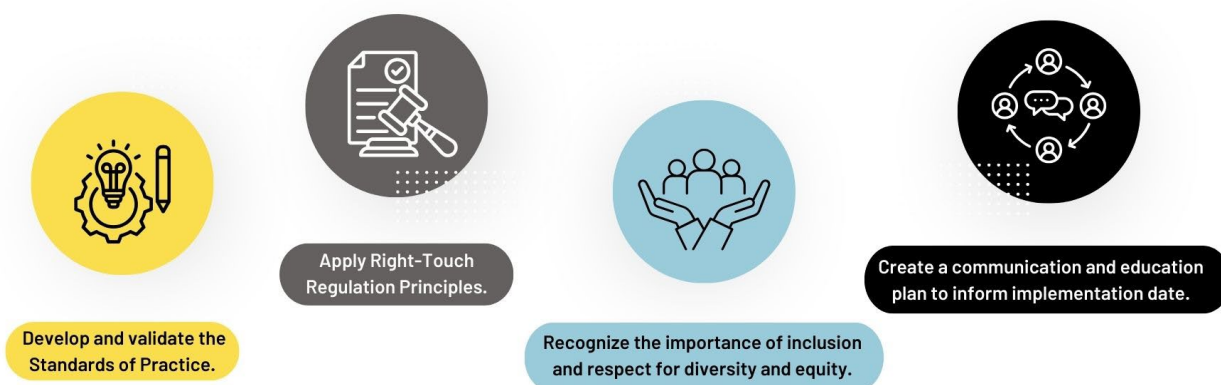 Develop and validate the
Standards of Practice.
Apply Right-Touch
Regulation Principles.
Recognize the importance of inclusion
and respect for diversity and equity.
Create a communication and education
plan to inform implementation date.